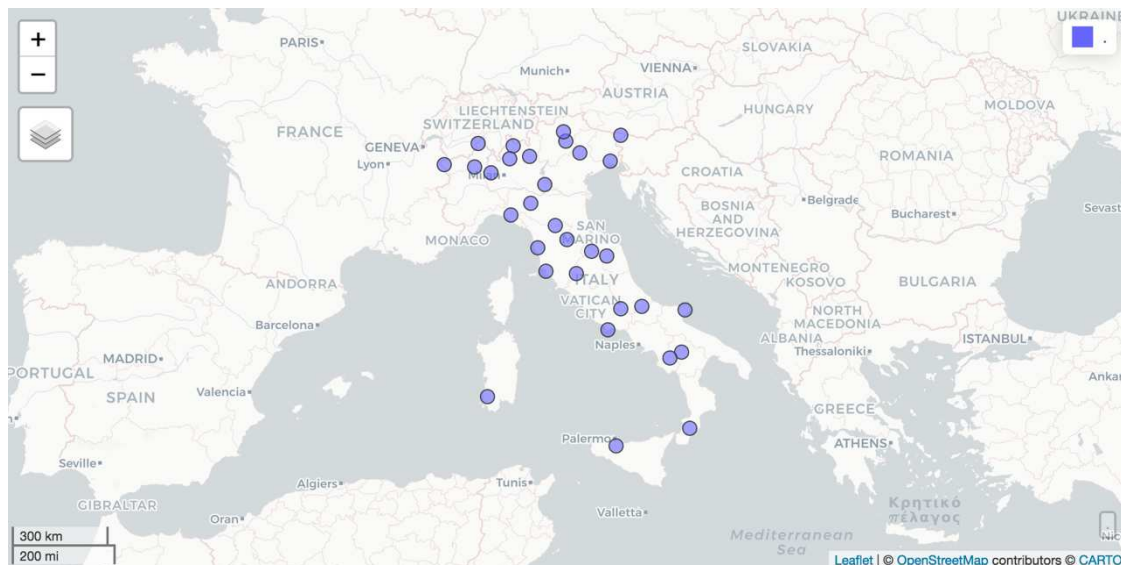 UKRAINE
+
PARIS
SLOVAKIA
.
−
Munich
VIENNA
AUSTRIA
MOLDOVA
LIECHTENSTEIN
HUNGARY
SWITZERLAND
FRANCE
GENEVA
ROMANIA
Lyon
CROATIA
Belgrade
BOSNIA
AND
HERZEGOVINA
Sevast
Bucharest
SAN
MARINO
MONACO
MONTENEGRO
KOSOVO
BULGARIA
ANDORRA
ITALY
VATICAN
CITY
NORTH
MACEDONIA
Barcelona
ISTANBUL
ALBANIA
Naples
Thessaloniki
MADRID
PORTUGAL
Ankar
SPAIN
Valencia
GREECE
Palermo
ATHENS
Seville
Algiers
Tunis
GIBRALTAR
Valletta
Κρητικό
πέλαγος
Oran
300 km
Mediterranean
Sea
Nic
200 mi
Leaflet | © OpenStreetMap contributors © CARTO